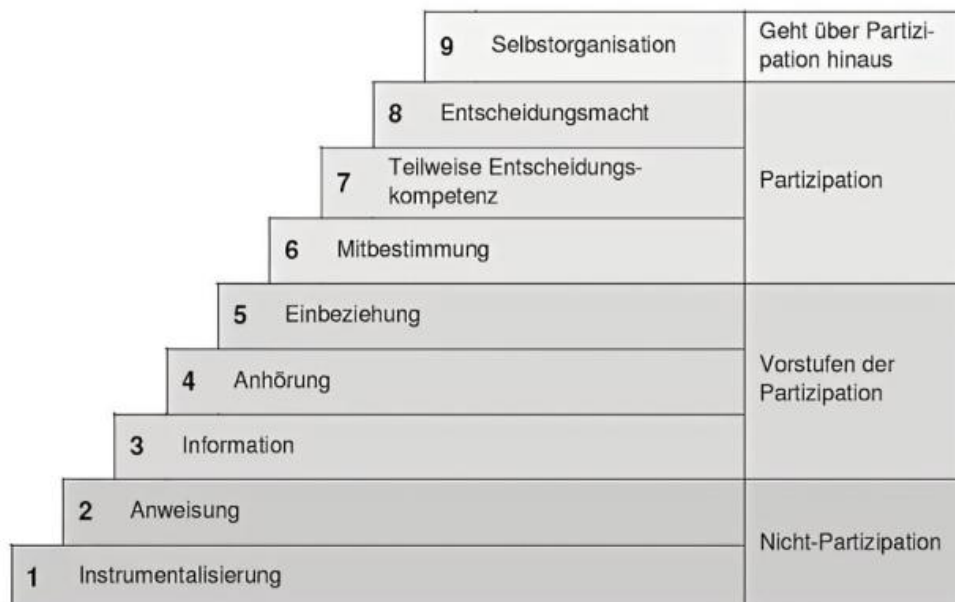 9 Selbstorganisation
Geht über Partizi-
pation hinaus
8 Entscheidungsmacht
7 Teilweise Entscheidungs-
kompetenz
Partizipation
6 Mitbestimmung
5 Einbeziehung
4 Anhörung
Vorstufen der
Partizipation
3 Information
2 Anweisung
Nicht-Partizipation
1 Instrumentalisierung